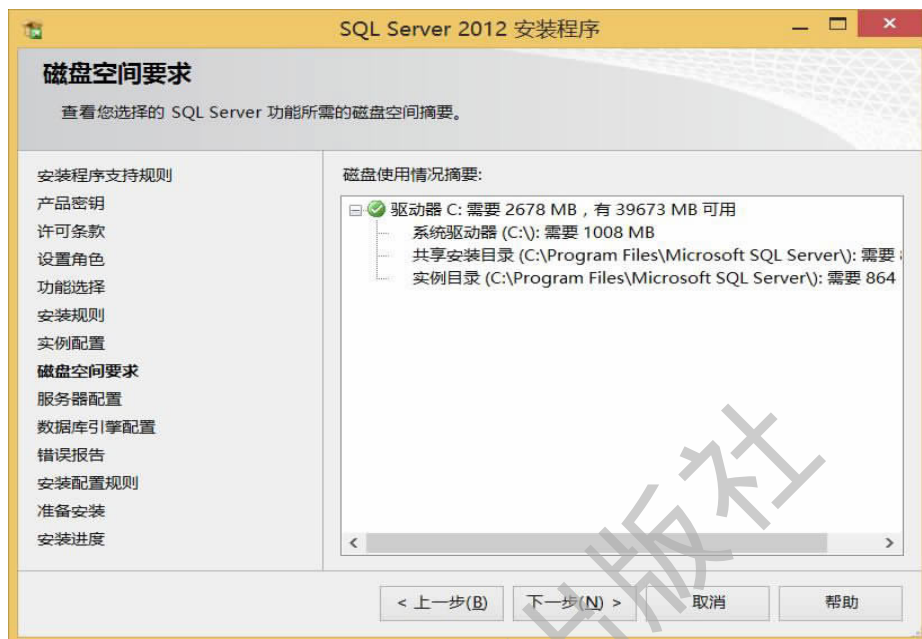 SQL Server 2012 安装程序
磁盘空间要求
查看您选择的 SQL Server 功能所需的磁盘空间摘要。
安装程序支持规则
产品密钥
许可条款
设置角色
功能选择
安装规则
实例配置
磁盘空间要求
服务器配置
数据库引擎配置
错误报告
安装配置规则
准备安装
安装进度
磁盘使用情况摘要:
驱动器 C: 需要 2678 MB，有 39673 MB 可用
系统驱动器 (C:\): 需要 1008 MB
共享安装目录 (C:\Program Files\Microsoft SQL Server\): 需要
实例目录 (C:\Program Files\Microsoft SQL Server\): 需要 864
< 上一步(B)
下一步(N) >
取消
帮助
出版社